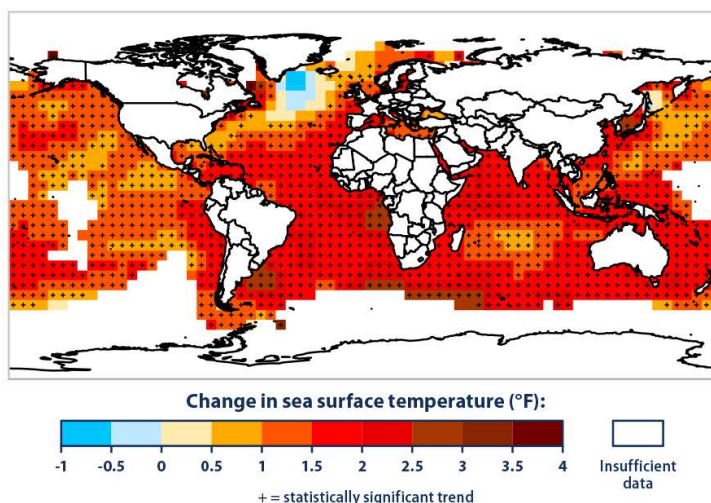 Change in sea surface temperature (°F):
-1 -0.5 0 0.5 1 1.5 2 2.5 3 3.5 4
Insufficient
data
+ = statistically significant trend